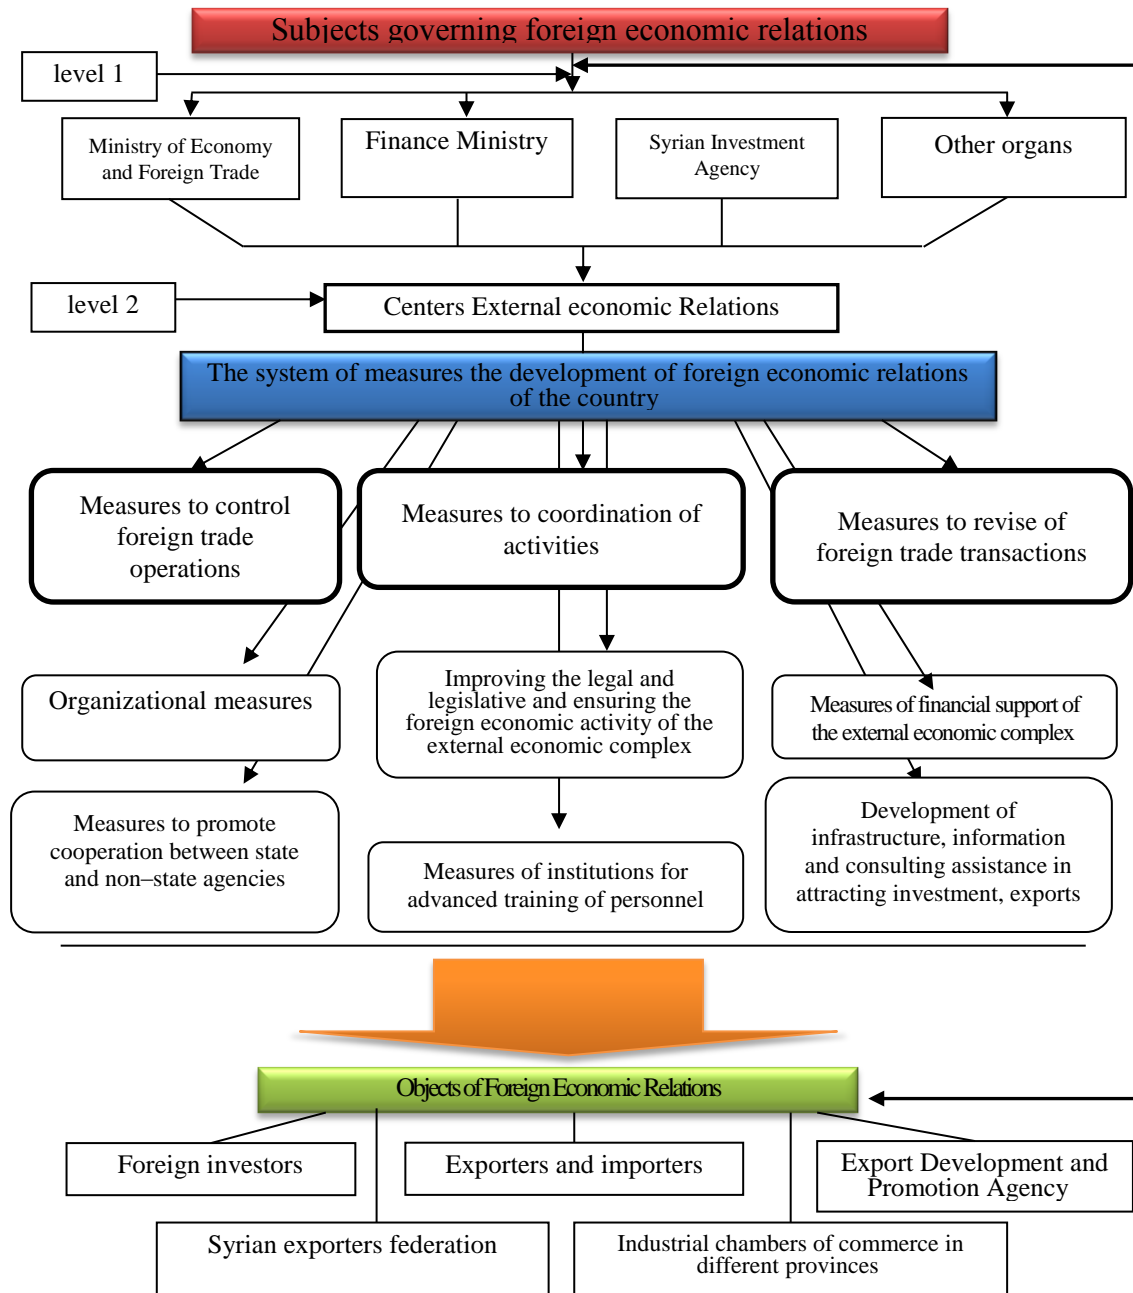 Subjects governing foreign economic relations
level 1
Ministry of Economy
and Foreign Trade
Finance Ministry
Syrian Investment
Agency
Other organs
level 2
Centers External economic Relations
The system of measures the development of foreign economic relations
of the country
Measures to control
foreign trade
operations
Measures to coordination of
activities
Measures to revise of
foreign trade transactions
Organizational measures
Improving the legal and
legislative and ensuring the
foreign economic activity of the
external economic complex
Measures of financial support of
the external economic complex
Measures to promote
cooperation between state
and non–state agencies
Measures of institutions for
advanced training of personnel
Development of
infrastructure, information
and consulting assistance in
attracting investment, exports
Objects of Foreign Economic Relations
Foreign investors
Exporters and importers
Export Development and
Promotion Agency
Syrian exporters federation
Industrial chambers of commerce in
different provinces